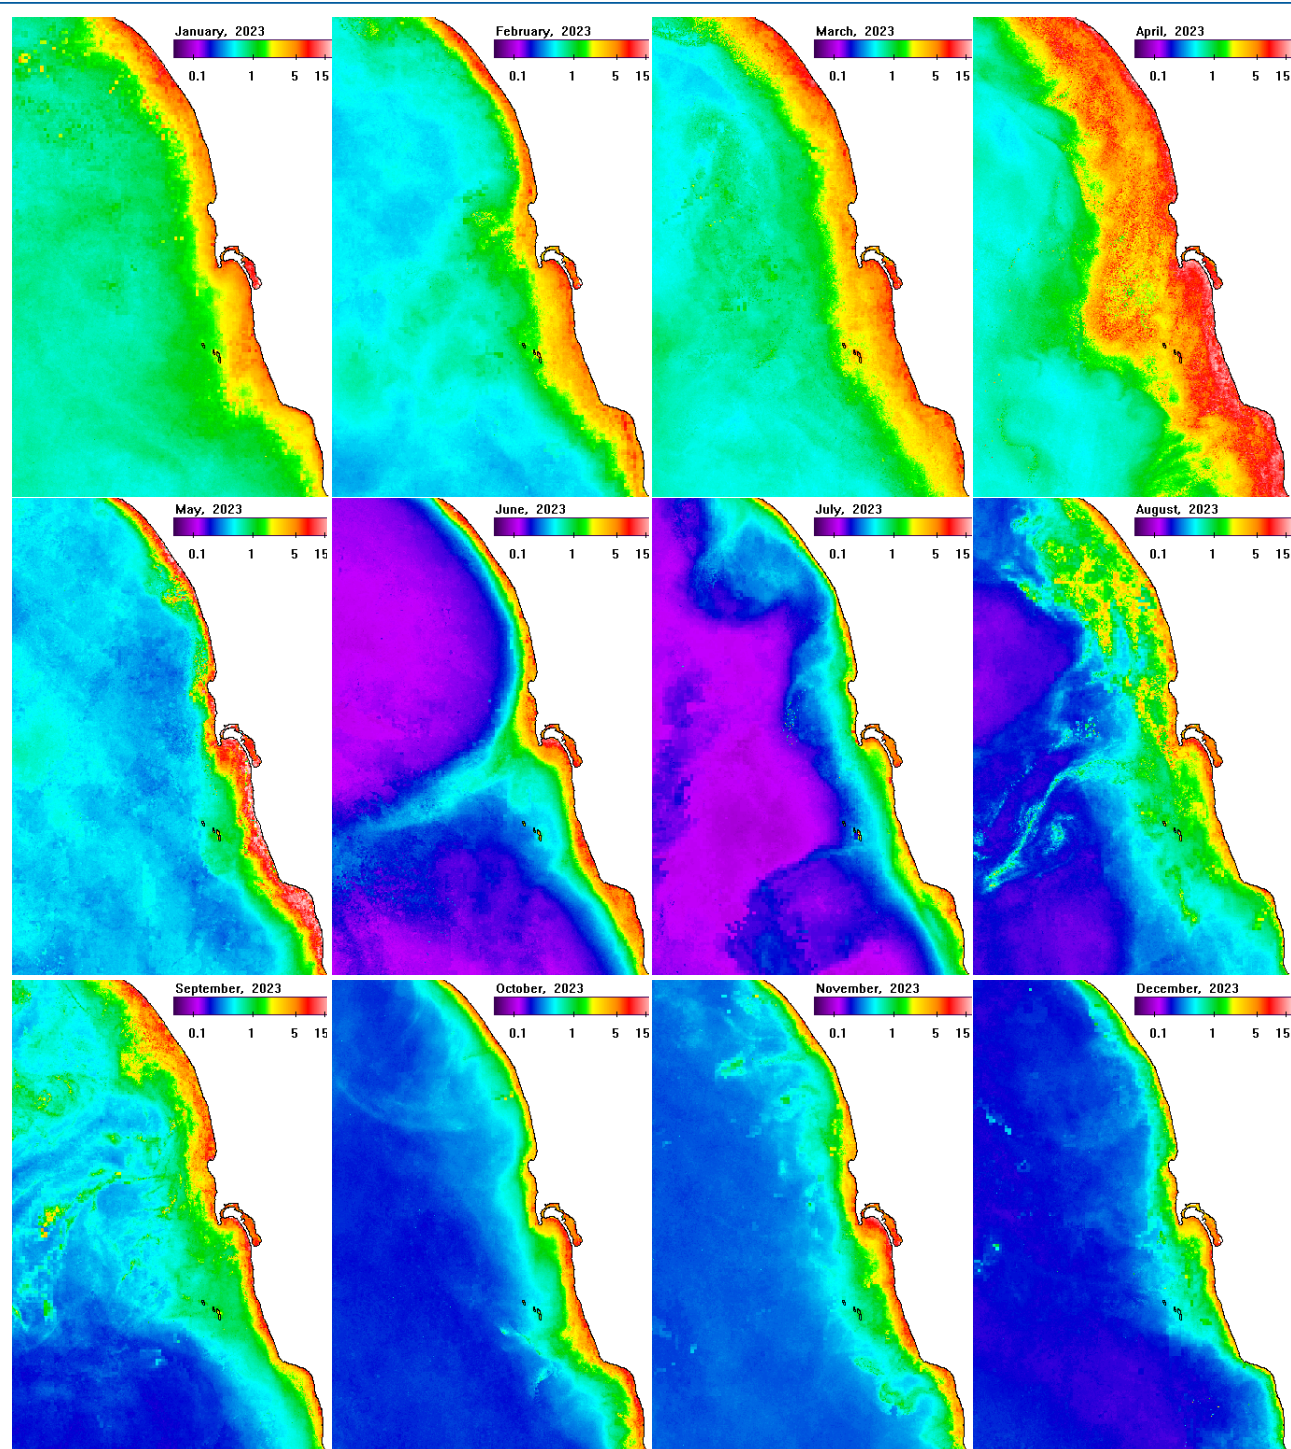 January, 2023
0.1 1 5 15
February, 2023
0.1 1 5 15
March, 2023
0.1 1 5 15
April, 2023
0.1 1 5 15
May, 2023
0.1 1 5 15
June, 2023
0.1 1 5 15
July, 2023
0.1 1 5 15
August, 2023
0.1 1 5 15
September, 2023
0.1 1 5 15
October, 2023
0.1 1 5 15
November, 2023
0.1 1 5 15
December, 2023
0.1 1 5 15